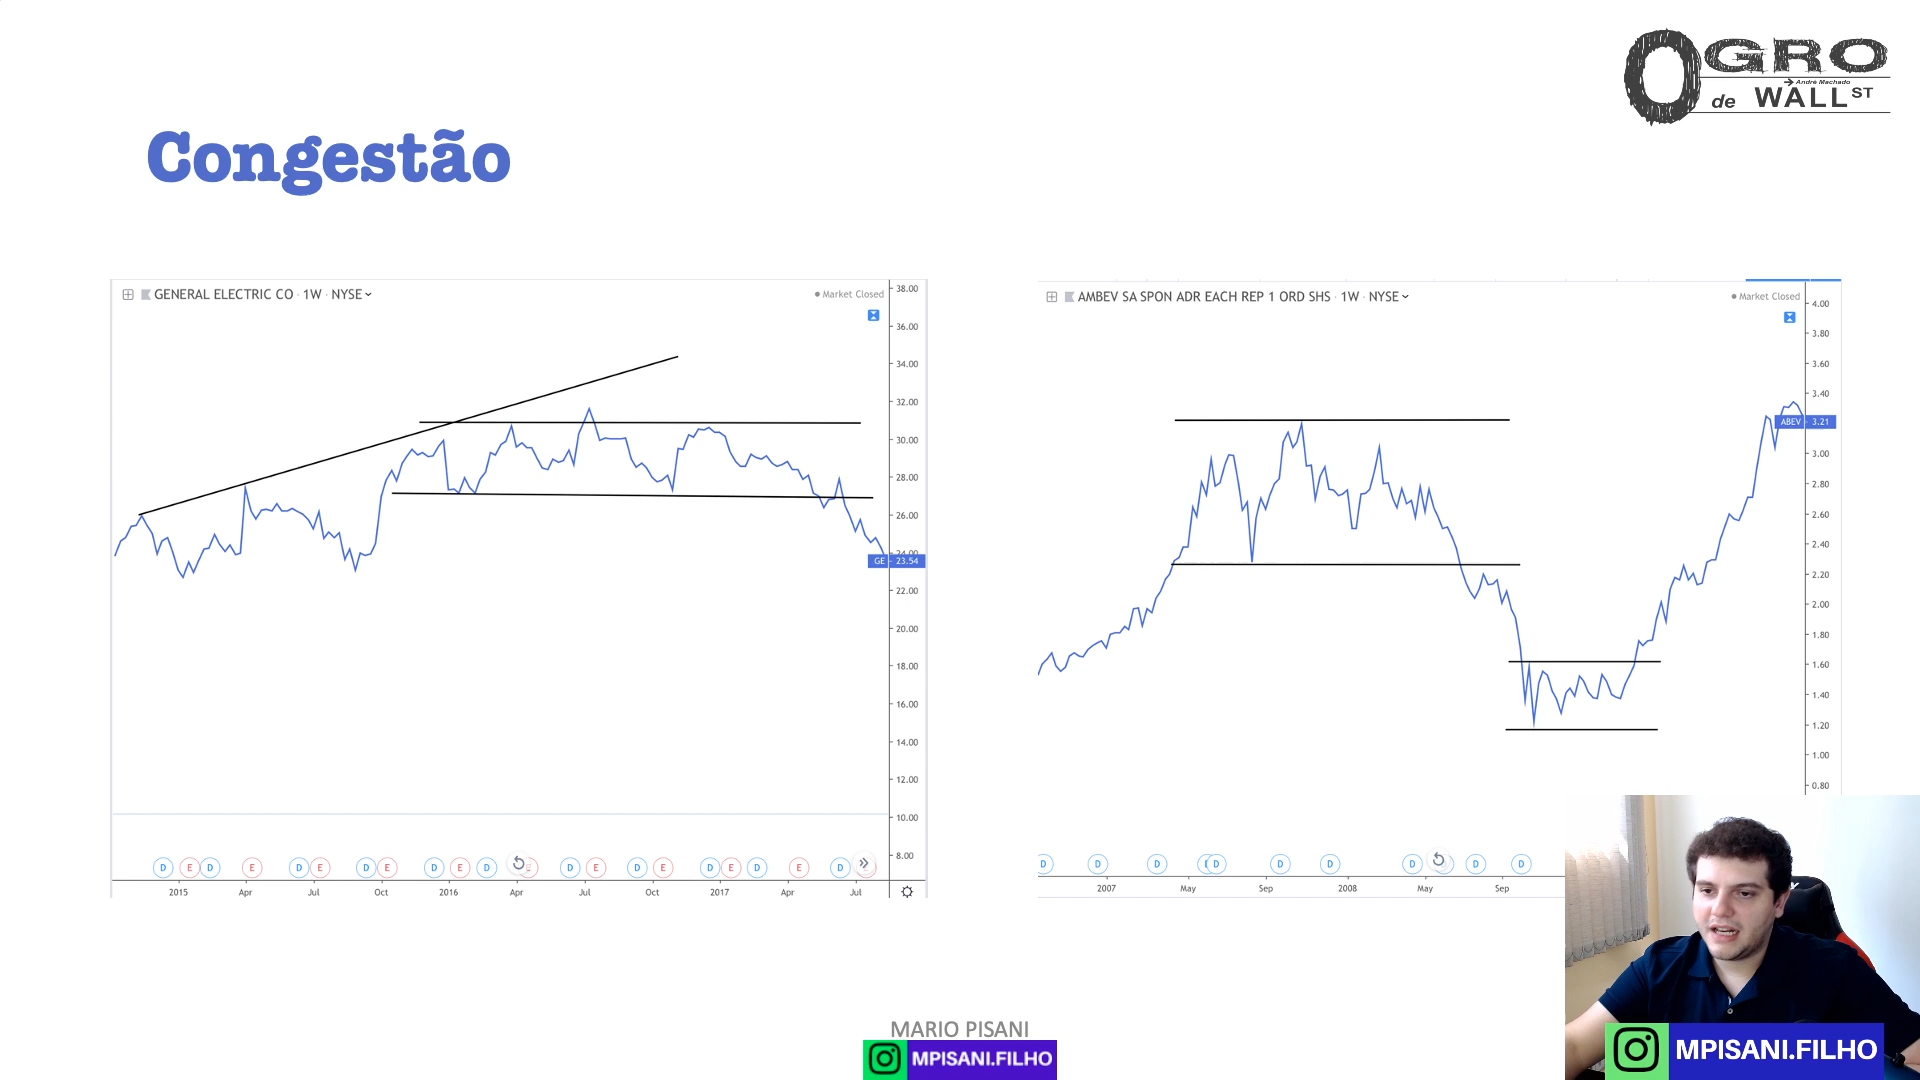 OGRO
André Machado
de WALL ST
Congestão
GENERAL ELECTRIC CO · 1W · NYSE
Market Closed
38.00
36.00
34.00
32.00
30.00
28.00
26.00
24.00
GE 23.54
22.00
20.00
18.00
16.00
14.00
12.00
10.00
8.00
D E D E D E D E D E D E D E D E D E D E D
2015 Apr Jul Oct 2016 Apr Jul Oct 2017 Apr Jul
AMBEV SA SPON ADR EACH REP 1 ORD SHS · 1W · NYSE
Market Closed
4.00
3.80
3.60
3.40
ABEV 3.21
3.00
2.80
2.60
2.40
2.20
2.00
1.80
1.60
1.40
1.20
1.00
0.80
D D D D D D D D D
2007 May Sep 2008 May Sep
MARIO PISANI
MPISANI.FILHO
MPISANI.FILHO